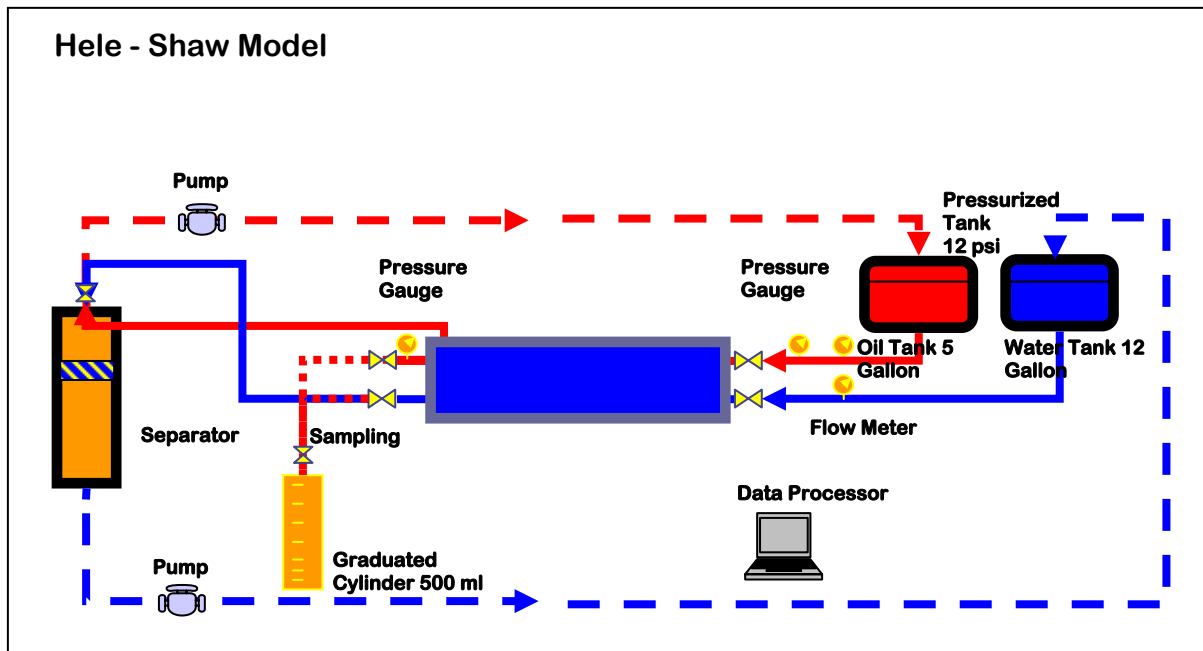 Hele - Shaw Model
Pump
Pressurized
Tank
12 psi
Pressure
Gauge
Pressure
Gauge
Oil Tank 5
Gallon
Water Tank 12
Gallon
Separator
Sampling
Flow Meter
Data Processor
Graduated
Cylinder 500 ml
Pump